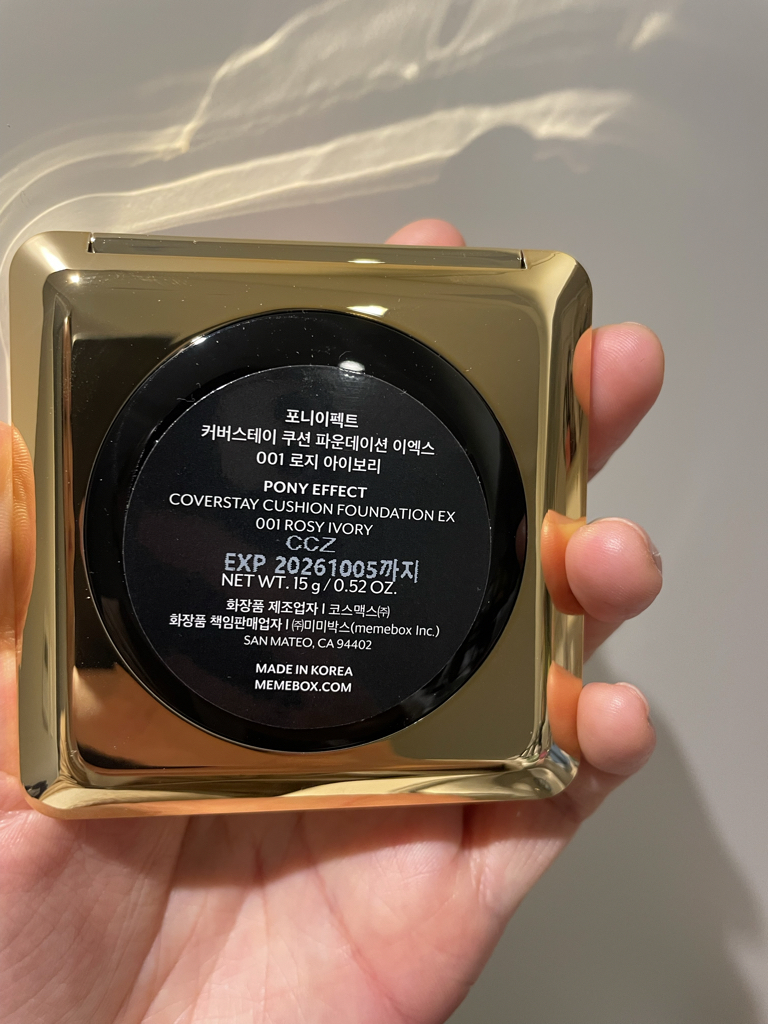 포니이펙트
커버스테이 쿠션 파운데이션 이엑스
001 로지 아이보리
PONY EFFECT
COVERSTAY CUSHION FOUNDATION EX
001 ROSY IVORY
CCZ
EXP 20261005까지
NET WT. 15 g / 0.52 OZ.
화장품 제조업자 I 코스맥스㈜
화장품 책임판매업자 I ㈜미미박스(memebox Inc.)
SAN MATEO, CA 94402
MADE IN KOREA
MEMEBOX.COM